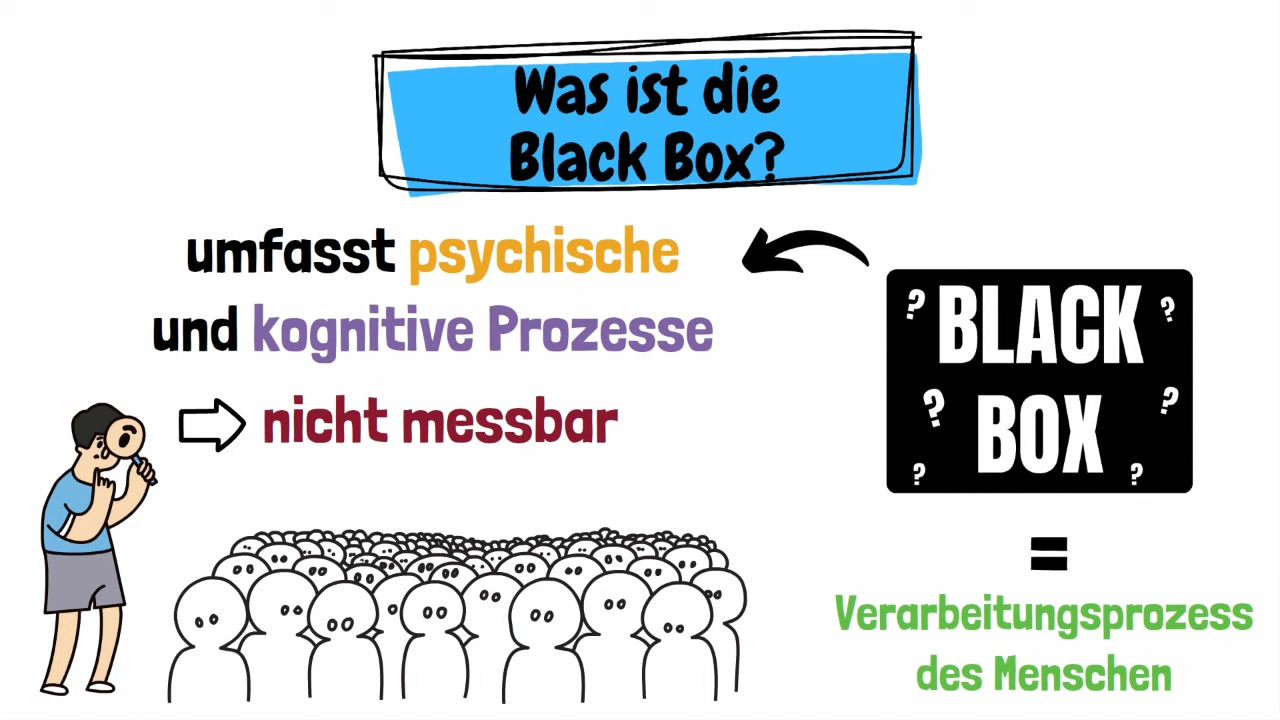 Was ist die
Black Box?
umfasst psychische
und kognitive Prozesse
nicht messbar
? BLACK ?
? BOX ?
? ?
=
Verarbeitungsprozess
des Menschen